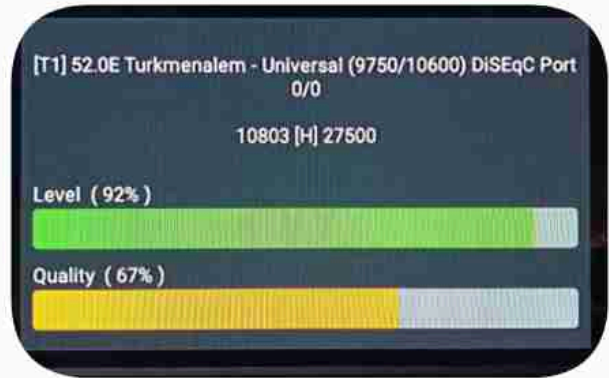 [T1] 52.0E Turkmenalem - Universal (9750/10600) DiSEqC Port
0/0
10803 [H] 27500
Level ( 92% )
Quality ( 67% )